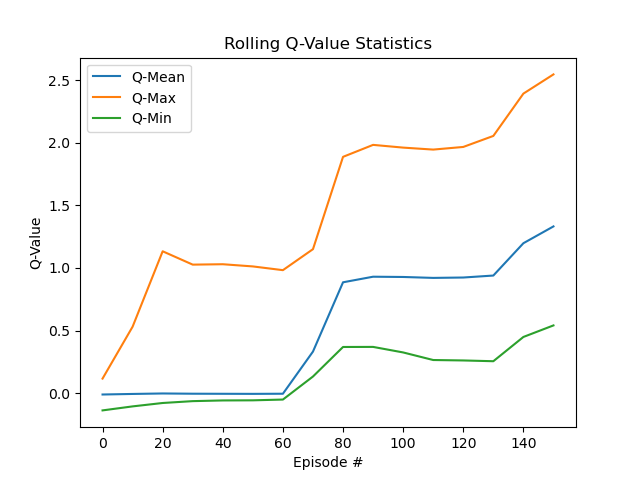 Rolling Q-Value Statistics
Q-Mean
Q-Max
Q-Min
Q-Value
2.5
2.0
1.5
1.0
0.5
0.0
0 20 40 60 80 100 120 140
Episode #